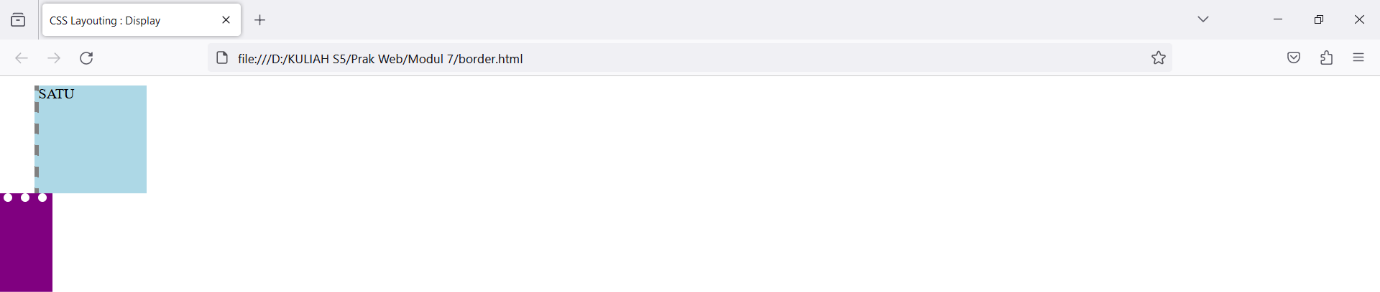 CSS Layouting : Display
file:///D:/KULIAH S5/Prak Web/Modul 7/border.html
SATU